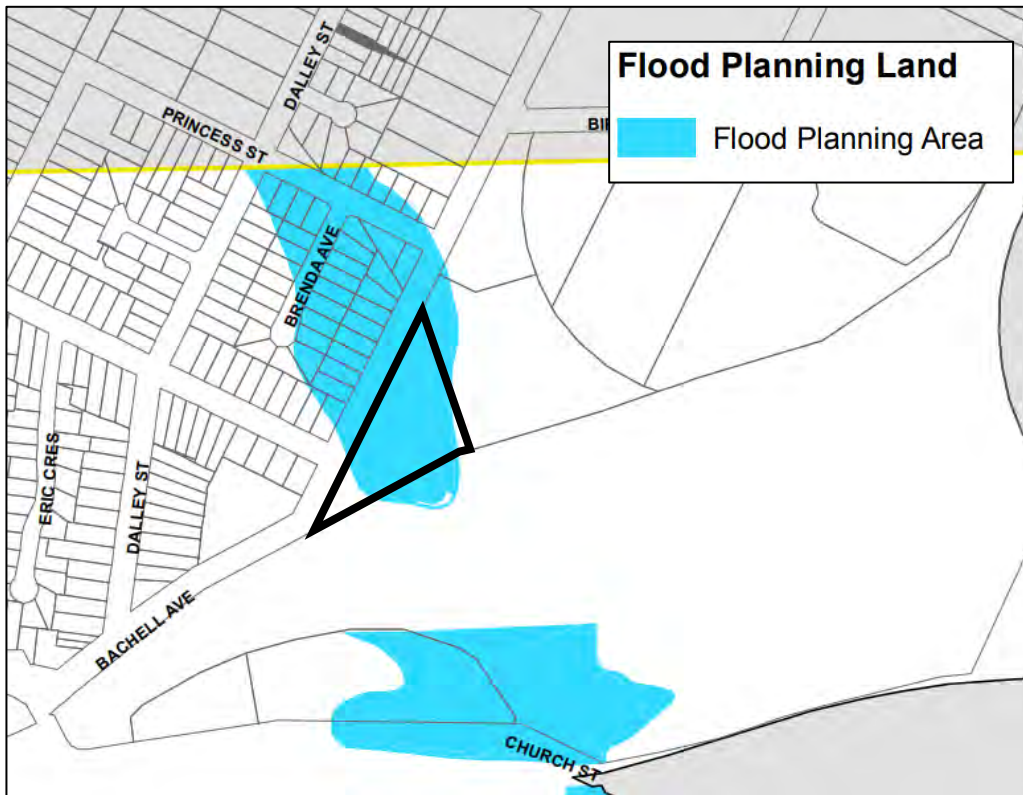 DALLEY ST
Flood Planning Land
PRINCESS ST
Flood Planning Area
BRENDA AVE
ERIC CRES
DALLEY ST
BACHELL AVE
CHURCH ST